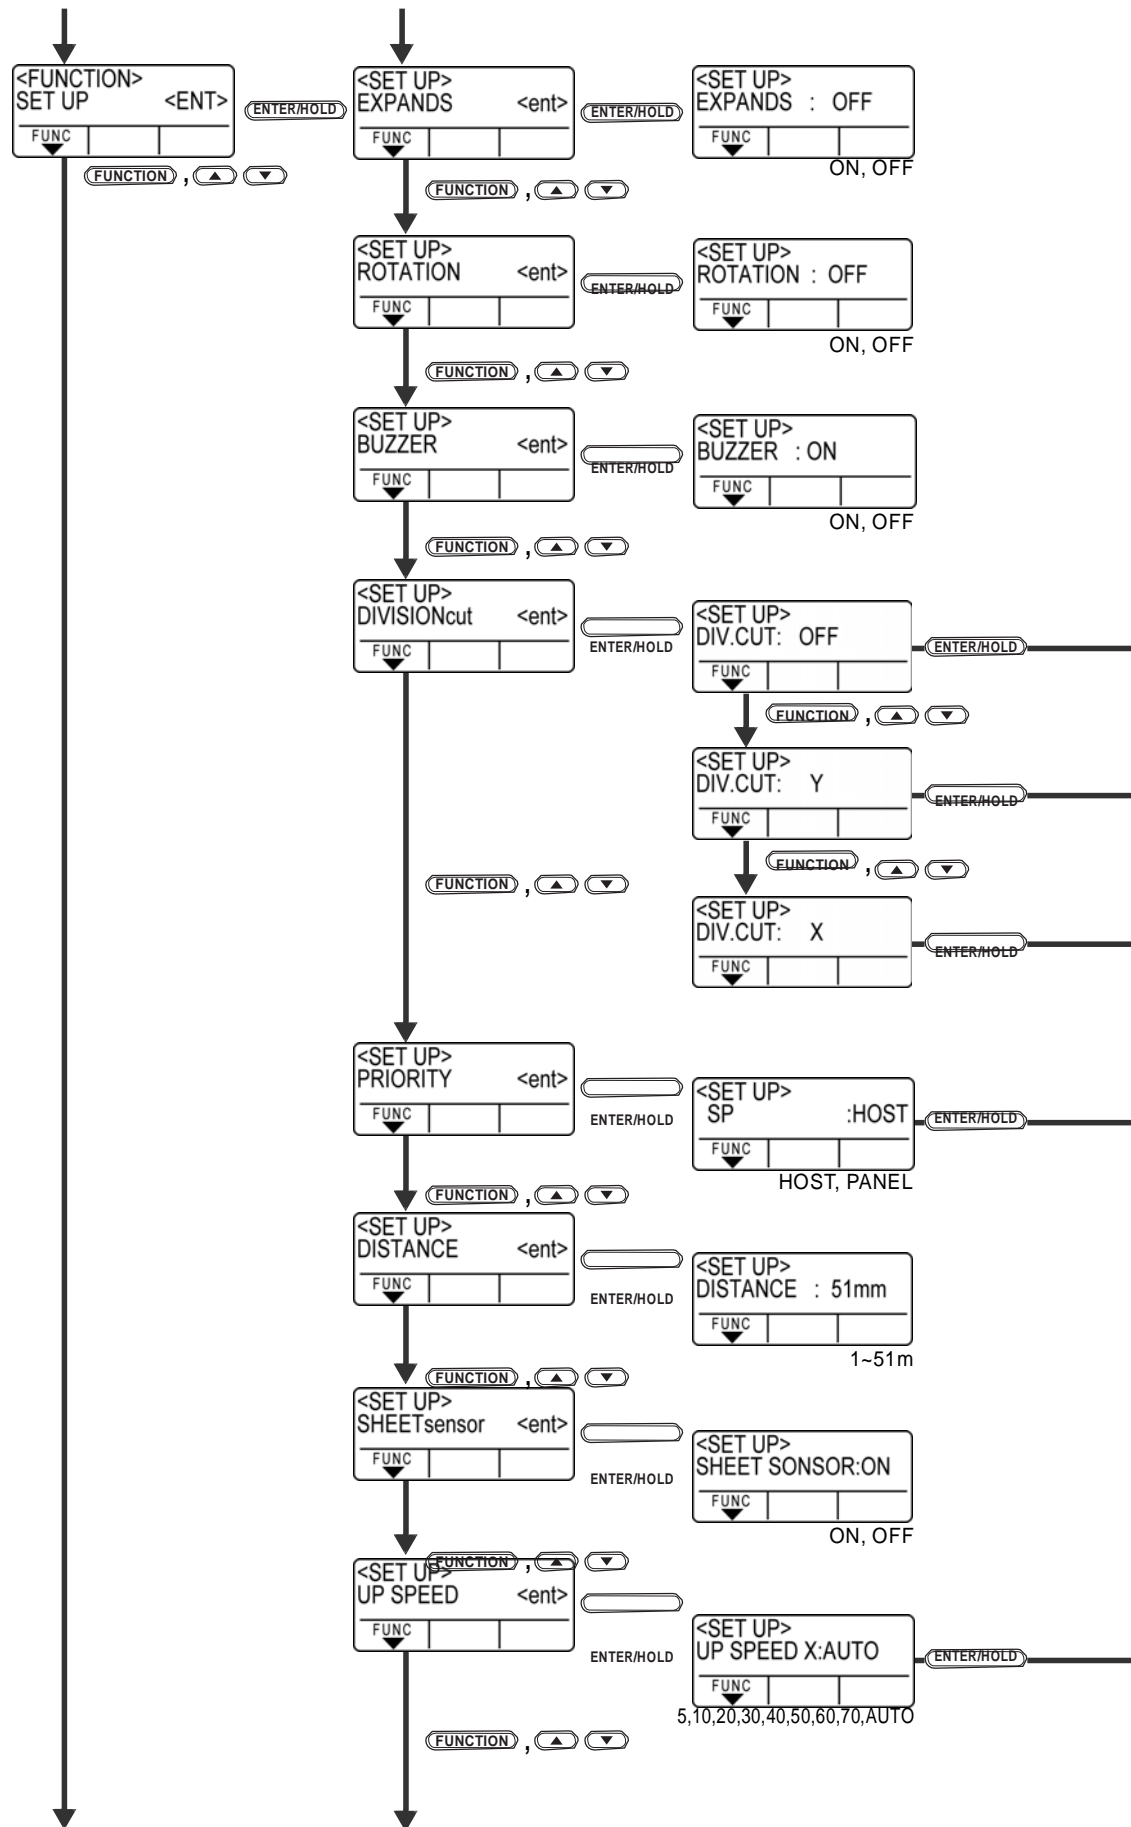 <FUNCTION>
SET UP <ENT>
FUNC
ENTER/HOLD
FUNCTION ,
<SET UP>
EXPANDS <ent>
FUNC
ENTER/HOLD
<SET UP>
EXPANDS : OFF
FUNC
ON, OFF
FUNCTION ,
<SET UP>
ROTATION <ent>
FUNC
ENTER/HOLD
<SET UP>
ROTATION : OFF
FUNC
ON, OFF
FUNCTION ,
<SET UP>
BUZZER <ent>
FUNC
ENTER/HOLD
<SET UP>
BUZZER : ON
FUNC
ON, OFF
FUNCTION ,
<SET UP>
DIVISIONcut <ent>
FUNC
ENTER/HOLD
<SET UP>
DIV.CUT: OFF
FUNC
ENTER/HOLD
FUNCTION ,
<SET UP>
DIV.CUT: Y
FUNC
ENTER/HOLD
FUNCTION ,
<SET UP>
DIV.CUT: X
FUNC
ENTER/HOLD
FUNCTION ,
<SET UP>
PRIORITY <ent>
FUNC
ENTER/HOLD
<SET UP>
SP :HOST
FUNC
ENTER/HOLD
HOST, PANEL
FUNCTION ,
<SET UP>
DISTANCE <ent>
FUNC
ENTER/HOLD
<SET UP>
DISTANCE : 51mm
FUNC
1~51m
FUNCTION ,
<SET UP>
SHEETsensor <ent>
FUNC
ENTER/HOLD
<SET UP>
SHEET SONSOR:ON
FUNC
ON, OFF
FUNCTION ,
<SET UP>
UP SPEED <ent>
FUNC
ENTER/HOLD
<SET UP>
UP SPEED X:AUTO
FUNC
ENTER/HOLD
5,10,20,30,40,50,60,70,AUTO
FUNCTION ,